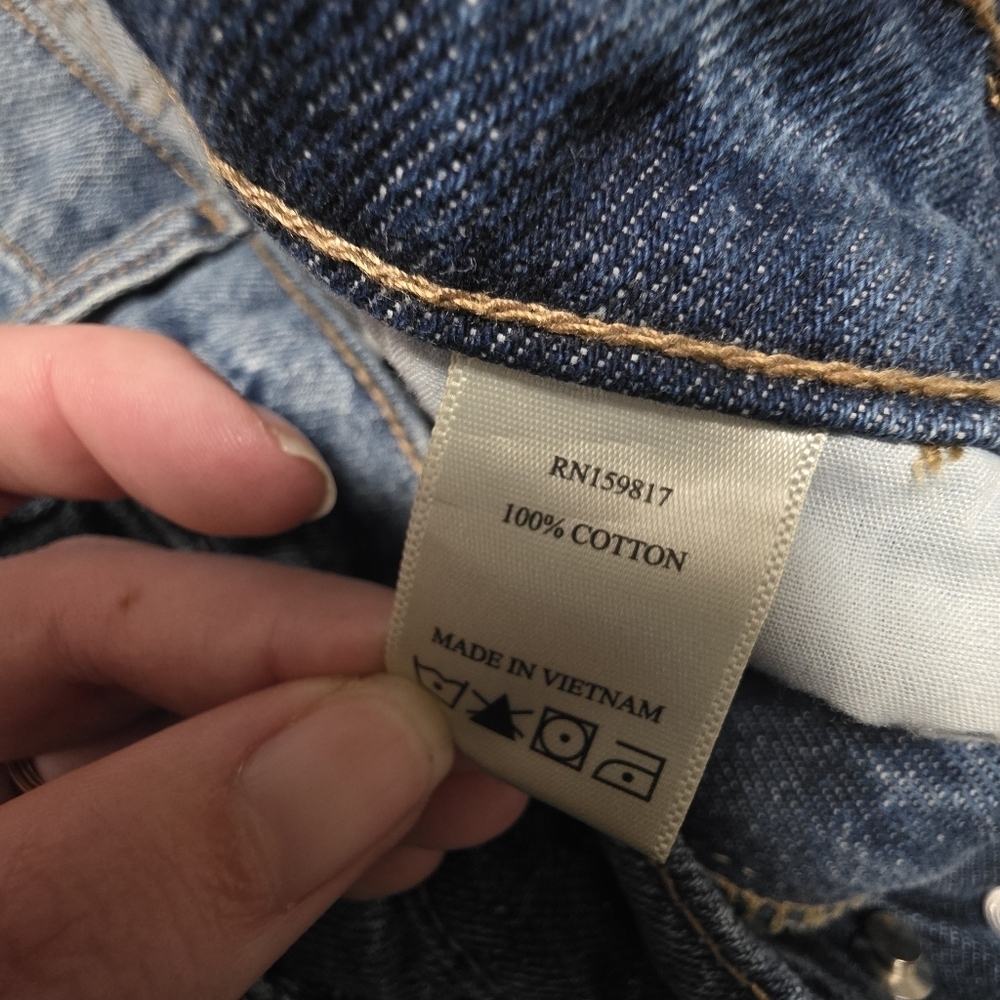 RN159817
100% COTTON
MADE IN VIETNAM